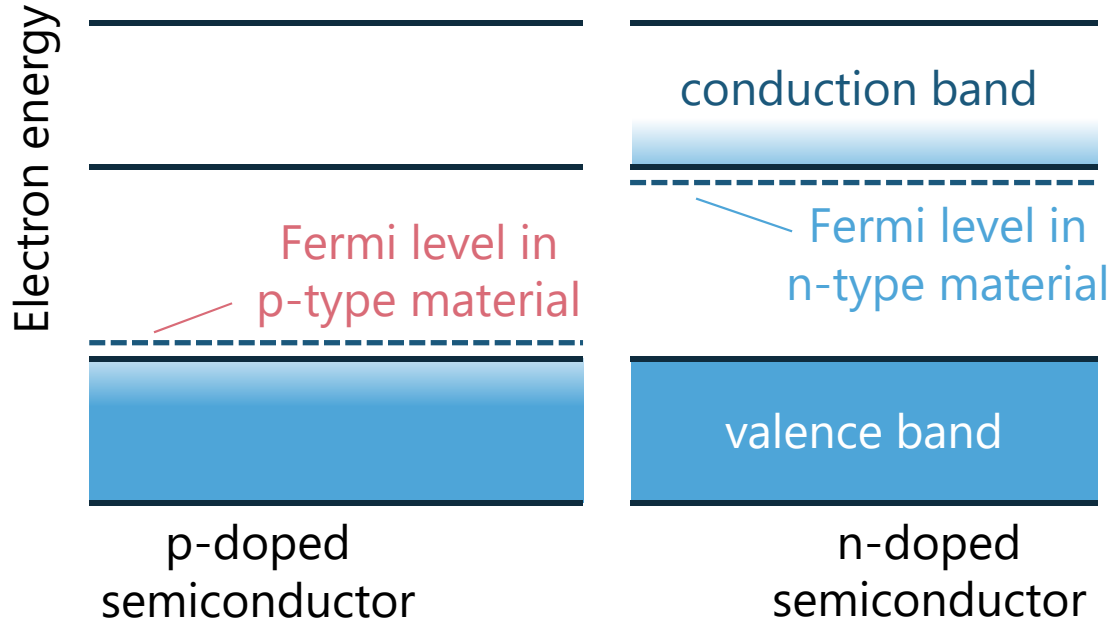 Electron energy
Fermi level in
p-type material
p-doped
semiconductor
conduction band
Fermi level in
n-type material
valence band
n-doped
semiconductor